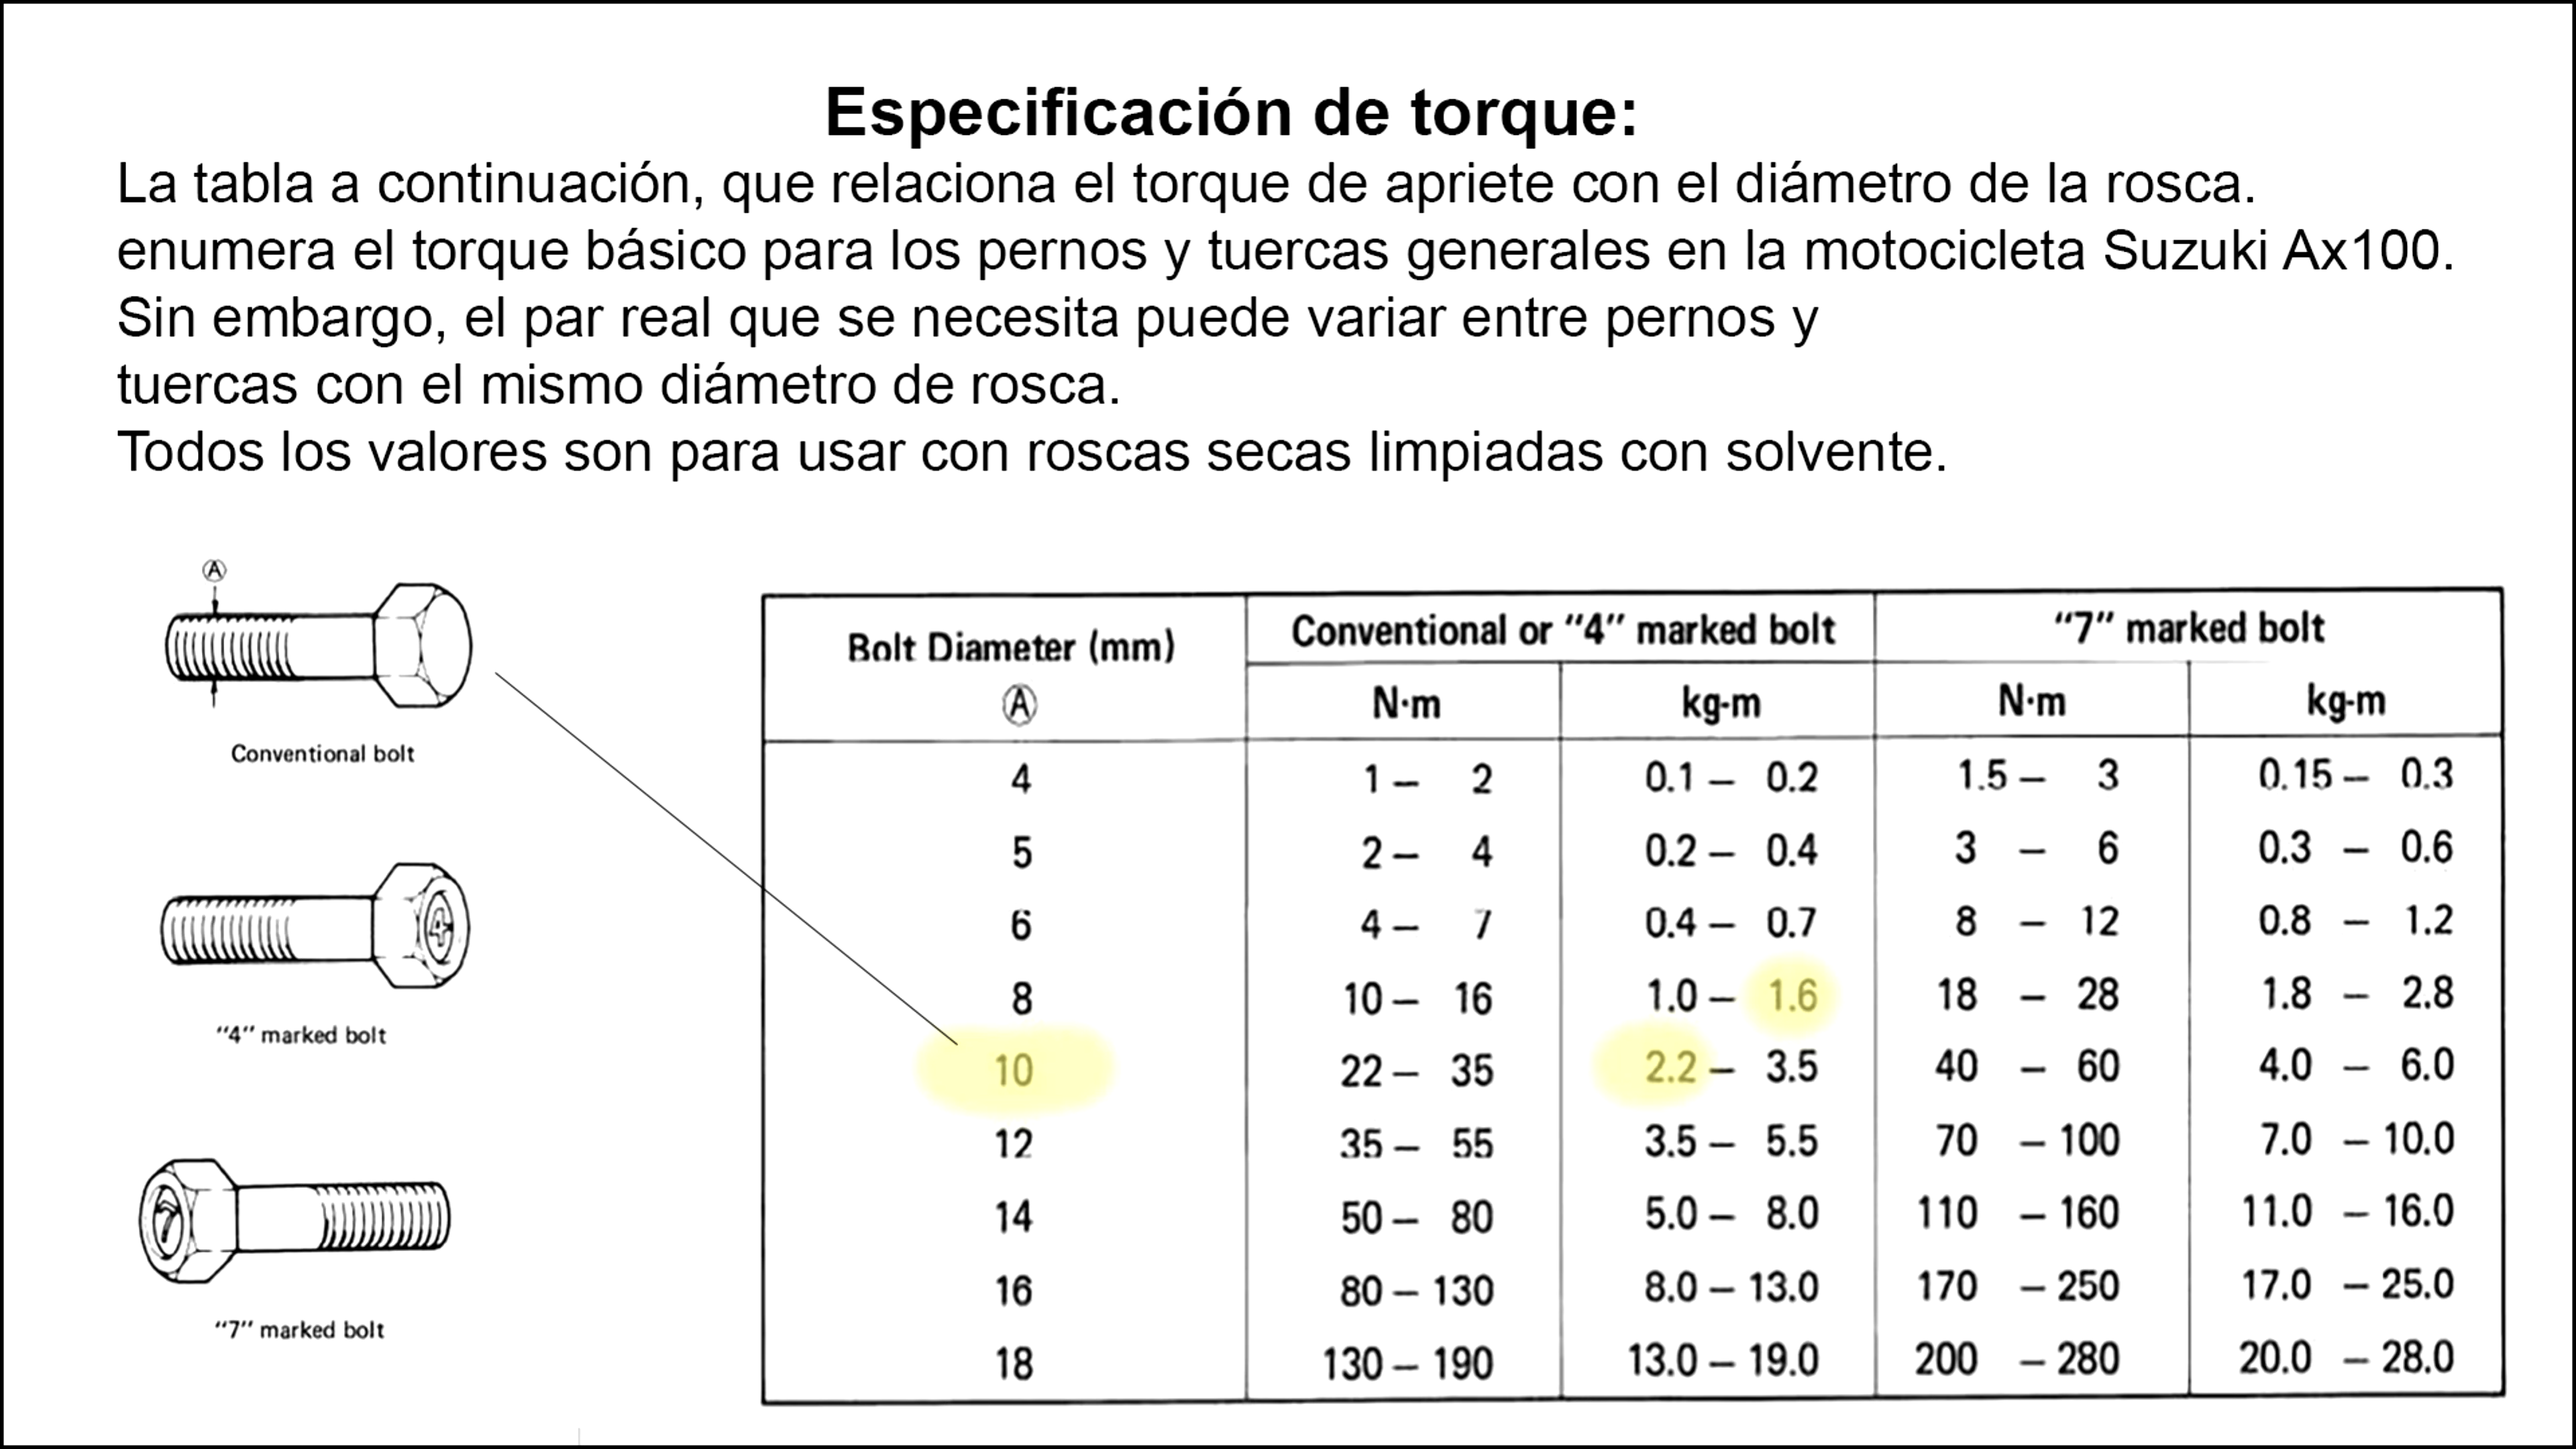 Especificación de torque:
La tabla a continuación, que relaciona el torque de apriete con el diámetro de la rosca.
enumera el torque básico para los pernos y tuercas generales en la motocicleta Suzuki Ax100.
Sin embargo, el par real que se necesita puede variar entre pernos y
tuercas con el mismo diámetro de rosca.
Todos los valores son para usar con roscas secas limpiadas con solvente.
Ⓐ
Conventional bolt
4
"4" marked bolt
7
"7" marked bolt
Bolt Diameter (mm) Conventional or "4" marked bolt "7" marked bolt
Ⓐ N·m kg-m N·m kg-m
4 1 – 2 0.1 – 0.2 1.5 – 3 0.15 – 0.3
5 2 – 4 0.2 – 0.4 3 – 6 0.3 – 0.6
6 4 – 7 0.4 – 0.7 8 – 12 0.8 – 1.2
8 10 – 16 1.0 – 1.6 18 – 28 1.8 – 2.8
10 22 – 35 2.2 – 3.5 40 – 60 4.0 – 6.0
12 35 – 55 3.5 – 5.5 70 – 100 7.0 – 10.0
14 50 – 80 5.0 – 8.0 110 – 160 11.0 – 16.0
16 80 – 130 8.0 – 13.0 170 – 250 17.0 – 25.0
18 130 – 190 13.0 – 19.0 200 – 280 20.0 – 28.0